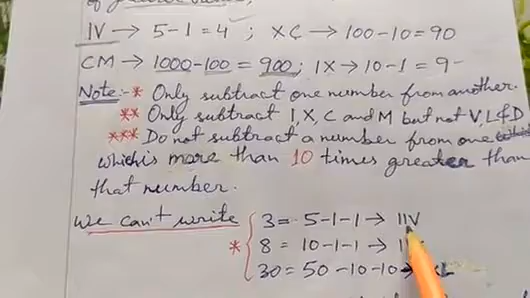 IV → 5-1=4 ; XC → 100-10=90
CM → 1000-100=900; IX → 10-1=9
Note:-* Only subtract one number from another.
** Only subtract I, X, C and M but not V, L & D
*** Do not subtract a number from one
which is more than 10 times greater than
that number.
We can't write 3 = 5-1-1 → IIV
* 8 = 10-1-1 →
30 = 50-10-10 →